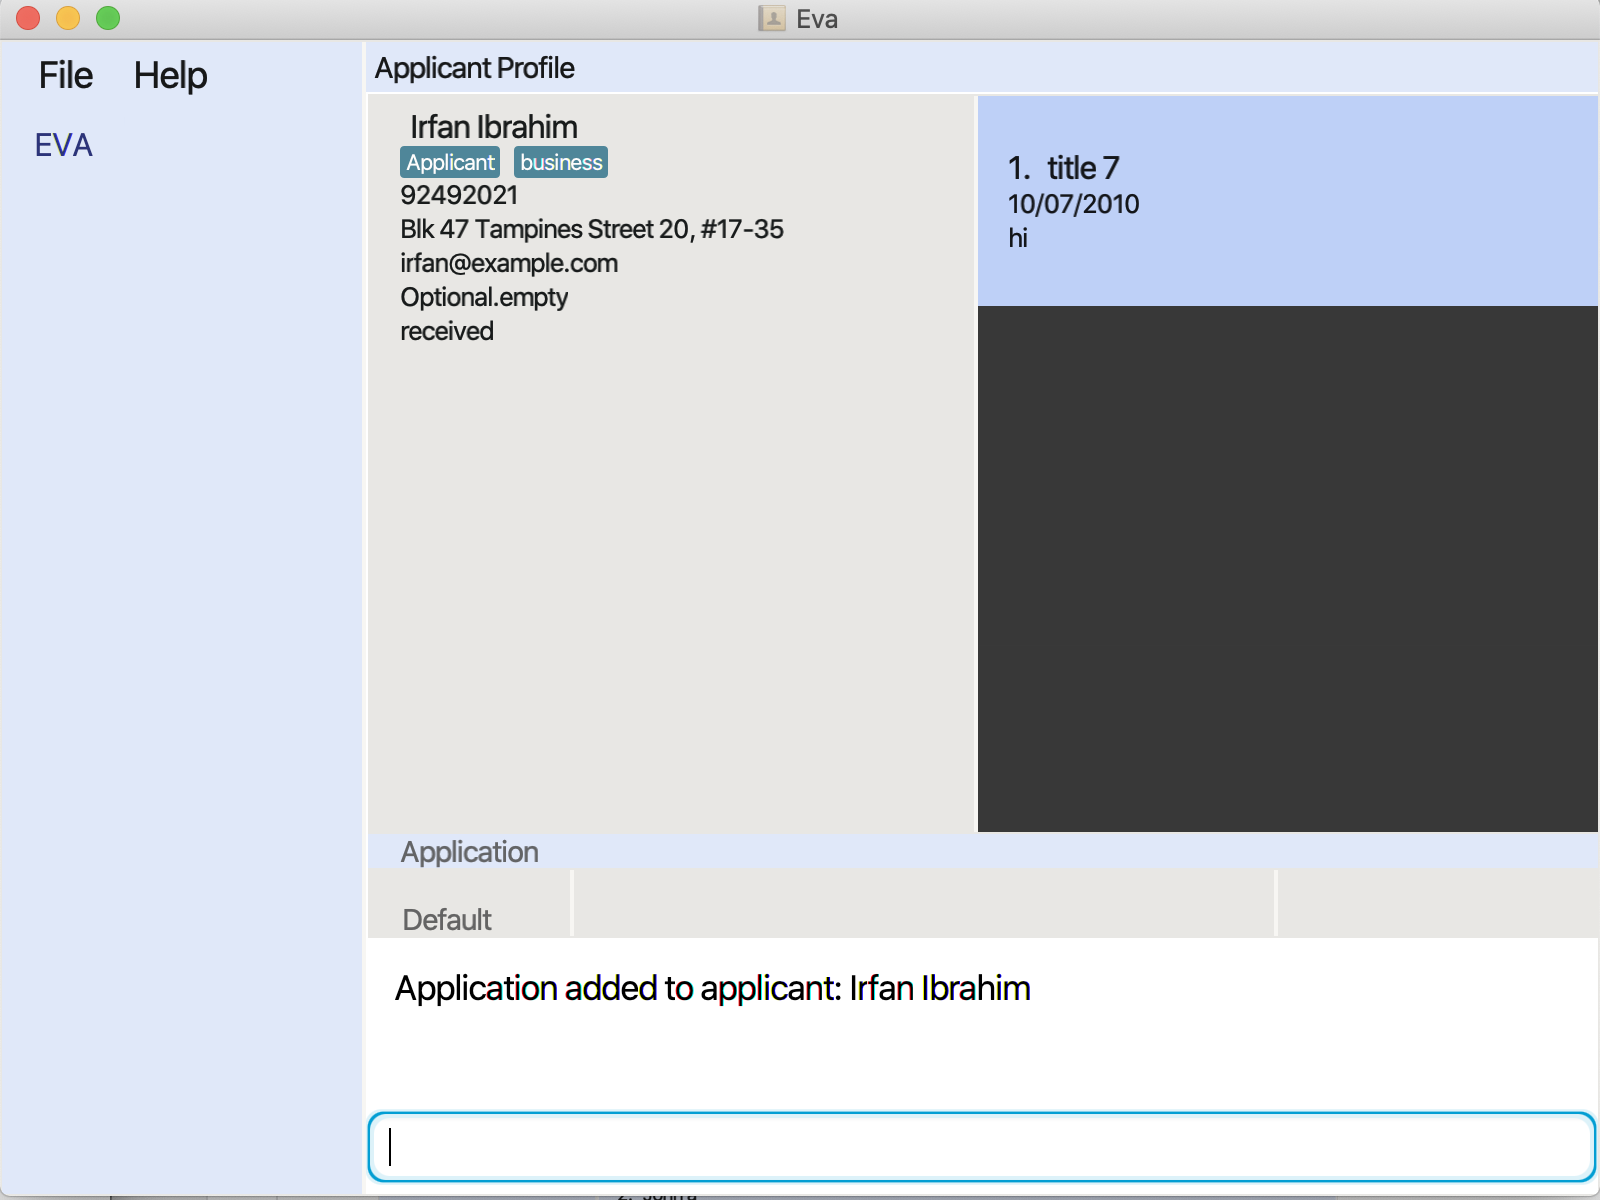 Eva
File Help
EVA
Applicant Profile
Irfan Ibrahim
Applicant business
92492021
Blk 47 Tampines Street 20, #17-35
irfan@example.com
Optional.empty
received
1. title 7
10/07/2010
hi
Application
Default
Application added to applicant: Irfan Ibrahim